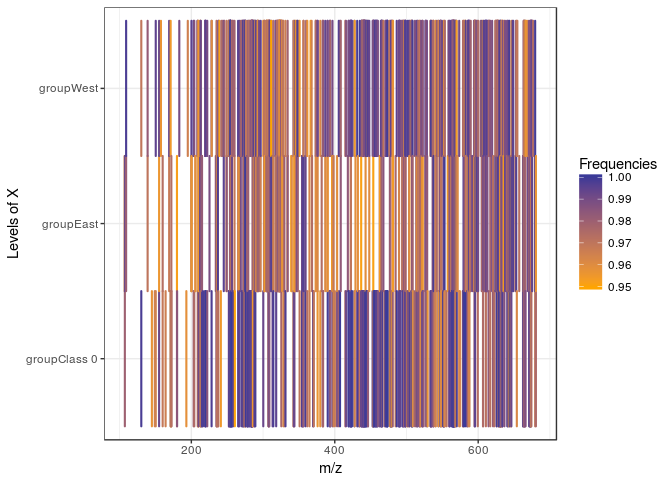 groupWest
groupEast
groupClass 0
Levels of X
200
400
600
m/z
Frequencies
1.00
0.99
0.98
0.97
0.96
0.95